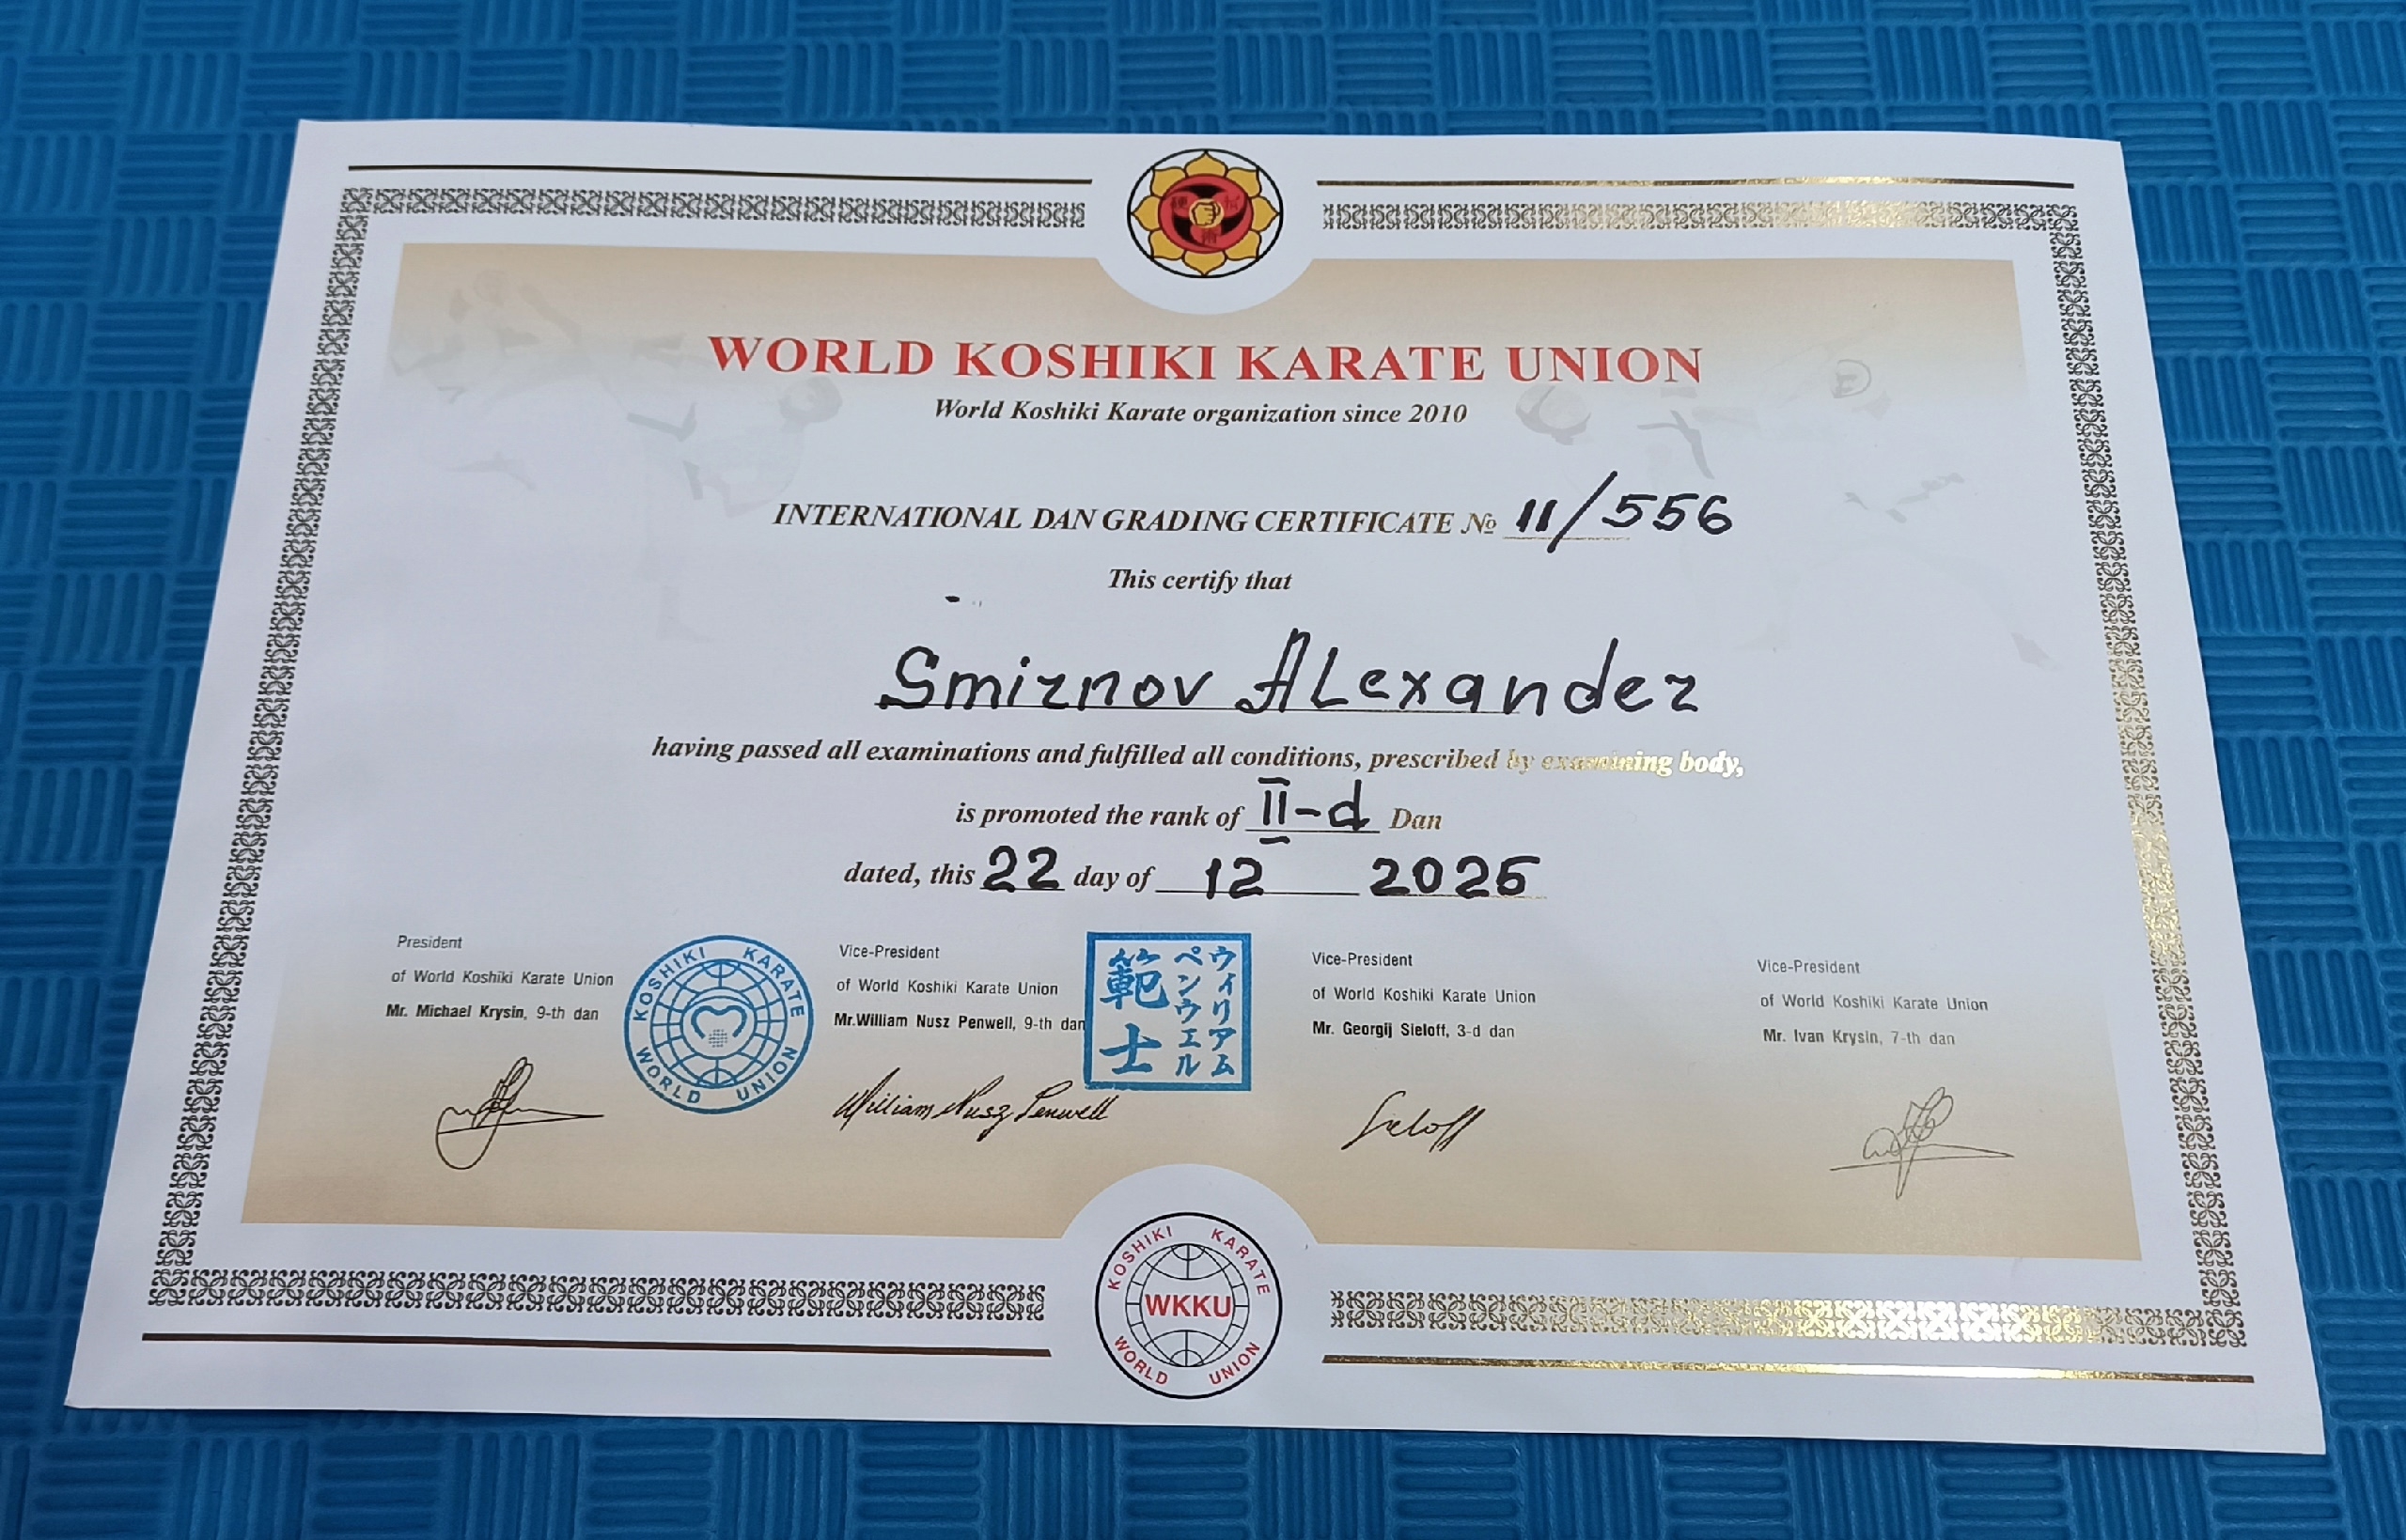 WORLD KOSHIKI KARATE UNION
World Koshiki Karate organization since 2010
INTERNATIONAL DAN GRADING CERTIFICATE № 11/556
This certify that
Smirnov Alexander
having passed all examinations and fulfilled all conditions, prescribed by examining body,
is promoted the rank of II-d Dan
dated, this 22 day of 12 2025
President
of World Koshiki Karate Union
Mr. Michael Krysin, 9-th dan
KOSHIKI KARATE
WORLD UNION
Vice-President
of World Koshiki Karate Union
Mr.William Nusz Penwell, 9-th dan
William Nusz Penwell
ウィリアム
ペンウエル
範士
Vice-President
of World Koshiki Karate Union
Mr. Georgij Sieloff, 3-d dan
Sieloff
Vice-President
of World Koshiki Karate Union
Mr. Ivan Krysin, 7-th dan
KOSHIKI KARATE
WKKU
WORLD UNION